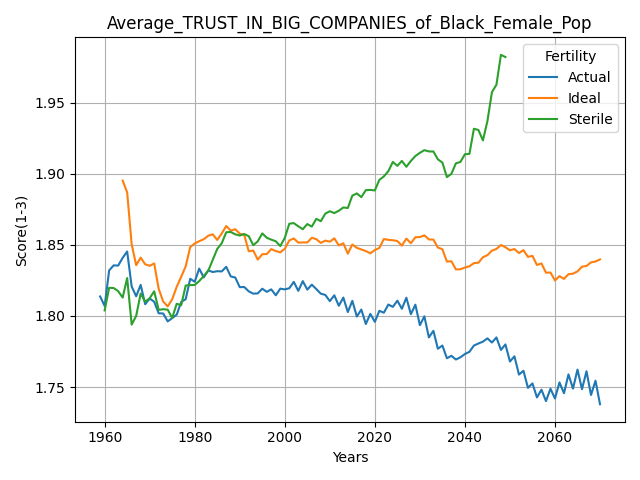 Average_TRUST_IN_BIG_COMPANIES_of_Black_Female_Pop
Fertility
Actual
Ideal
Sterile
Score(1-3)
1.95
1.90
1.85
1.80
1.75
1960 1980 2000 2020 2040 2060
Years